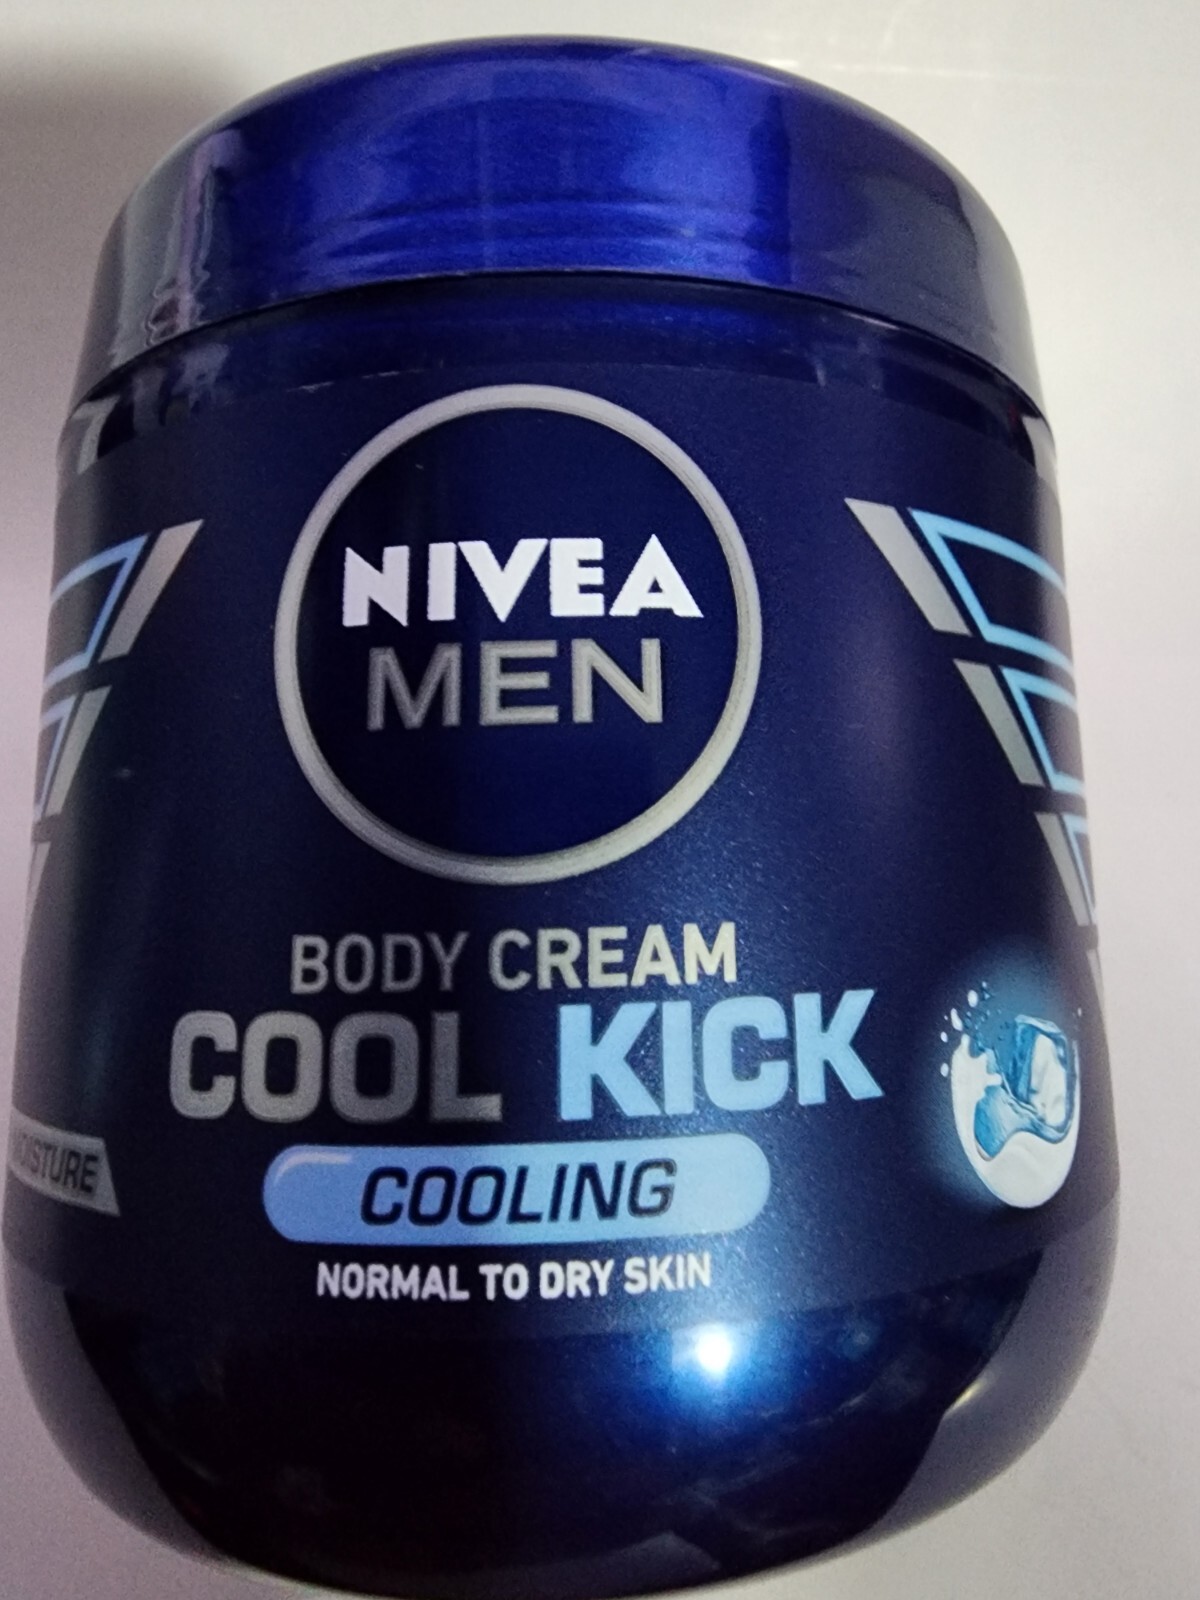 NIVEA
MEN
BODY CREAM
COOL KICK
COOLING
NORMAL TO DRY SKIN